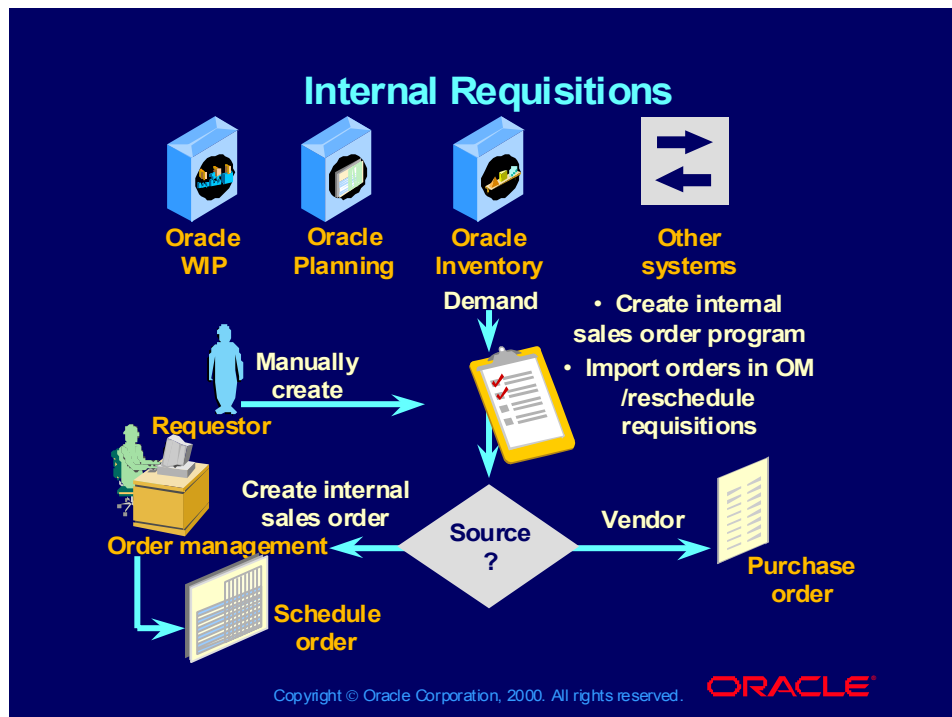 Internal Requisitions
Oracle
WIP
Oracle
Planning
Oracle
Inventory
Other
systems
Demand
• Create internal
sales order program
• Import orders in OM
/reschedule
requisitions
Manually
create
Requestor
Create internal
sales order
Order management
Source
?
Vendor
Purchase
order
Schedule
order
Copyright © Oracle Corporation, 2000. All rights reserved.
ORACLE®